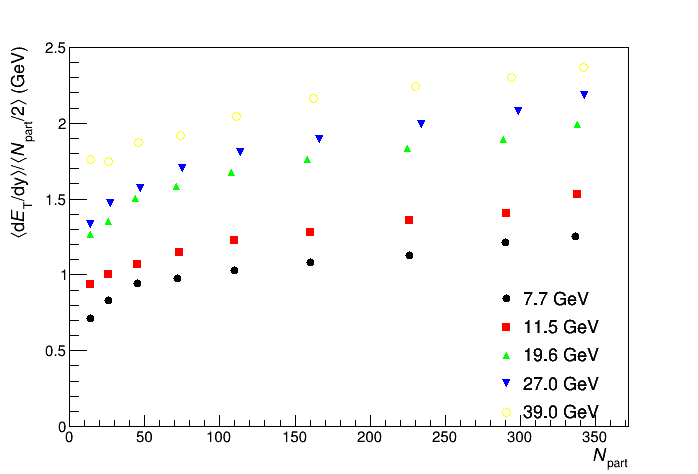 ⟨dE_T/dy⟩/⟨N_part/2⟩ (GeV)
2.5
2
1.5
1
0.5
0
7.7 GeV
11.5 GeV
19.6 GeV
27.0 GeV
39.0 GeV
0 50 100 150 200 250 300 350
N_part